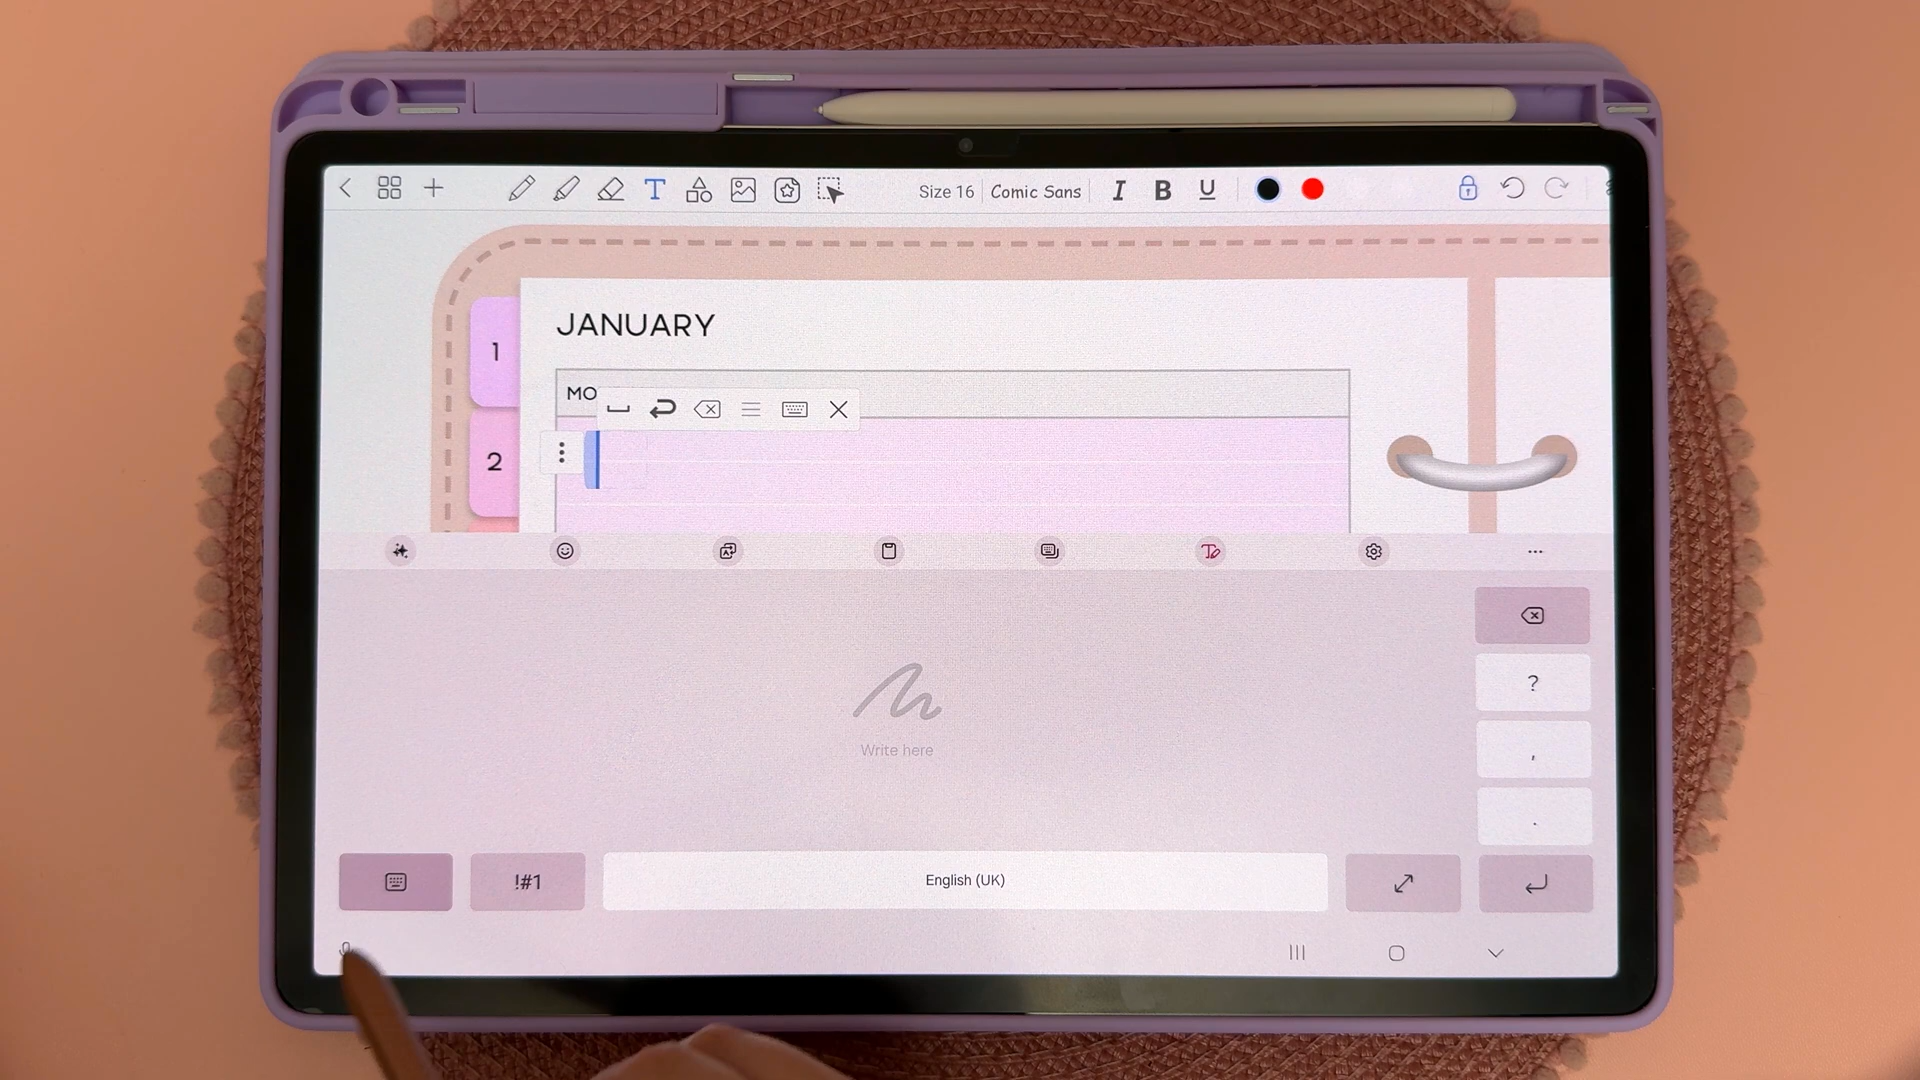 Size 16 Comic Sans I B U
JANUARY
1
MO
2
Write here
?
,
.
!#1 English (UK)